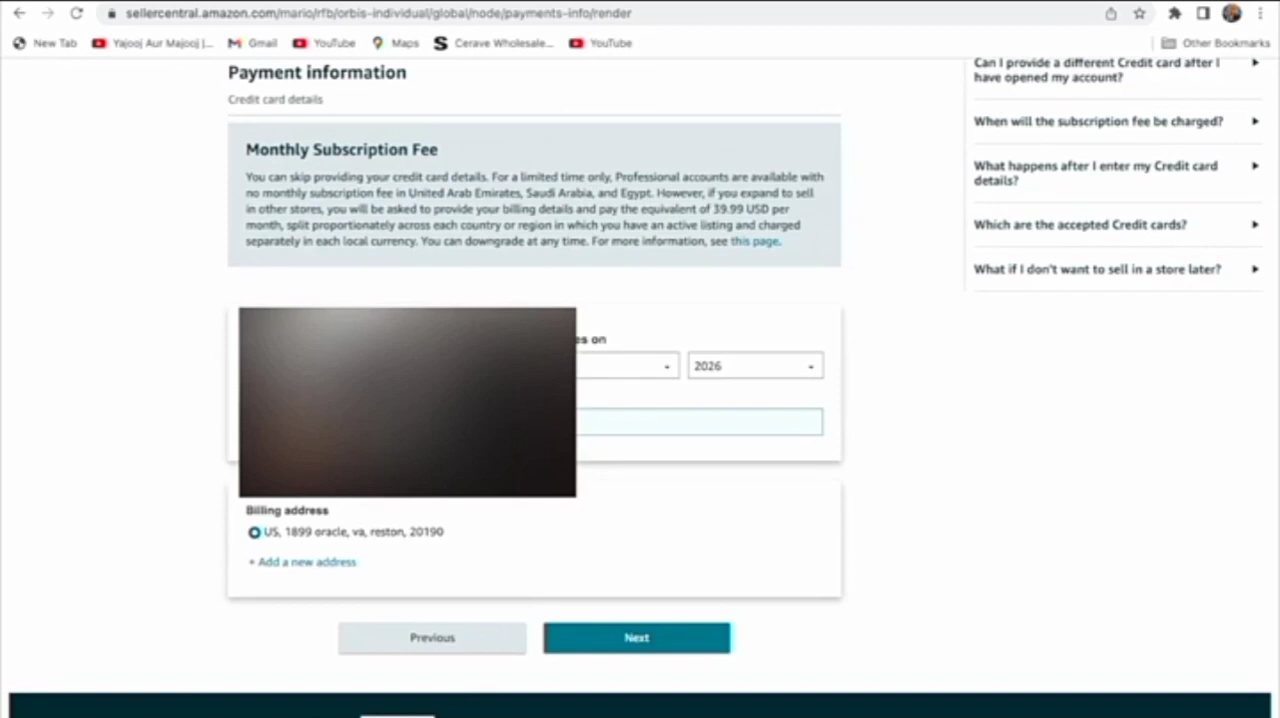 sellercentral.amazon.com/mario/rfb/orbis-individual/global/node/payments-info/render
New Tab Yajooj Aur Majooj |... Gmail YouTube Maps Cerave Wholesale... YouTube Other Bookmarks
Payment information
Credit card details
Monthly Subscription Fee
You can skip providing your credit card details. For a limited time only, Professional accounts are available with
no monthly subscription fee in United Arab Emirates, Saudi Arabia, and Egypt. However, if you expand to sell
in other stores, you will be asked to provide your billing details and pay the equivalent of 39.99 USD per
month, split proportionately across each country or region in which you have an active listing and charged
separately in each local currency. You can downgrade at any time. For more information, see this page.
es on
2026
Billing address
US, 1899 oracle, va, reston, 20190
+ Add a new address
Previous
Next
Can I provide a different Credit card after I
have opened my account?
When will the subscription fee be charged?
What happens after I enter my Credit card
details?
Which are the accepted Credit cards?
What if I don't want to sell in a store later?